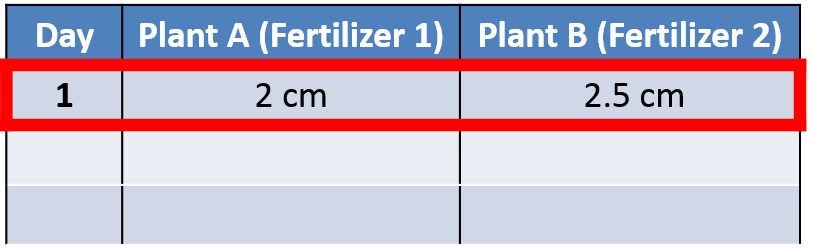 Day Plant A (Fertilizer 1) Plant B (Fertilizer 2)
1 2 cm 2.5 cm